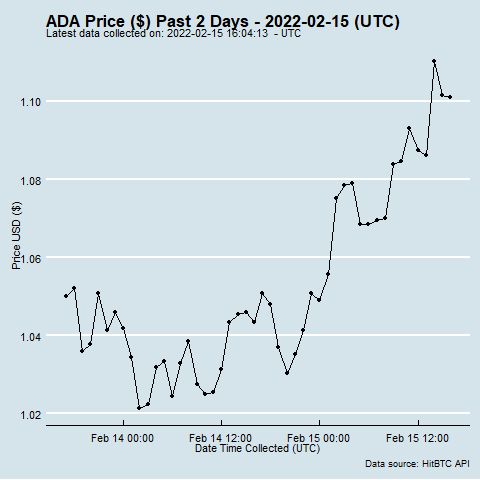 ADA Price ($) Past 2 Days - 2022-02-15 (UTC)
Latest data collected on: 2022-02-15 16:04:13 - UTC
1.10
1.08
1.06
1.04
1.02
Price USD ($)
Feb 14 00:00 Feb 14 12:00 Feb 15 00:00 Feb 15 12:00
Date Time Collected (UTC)
Data source: HitBTC API